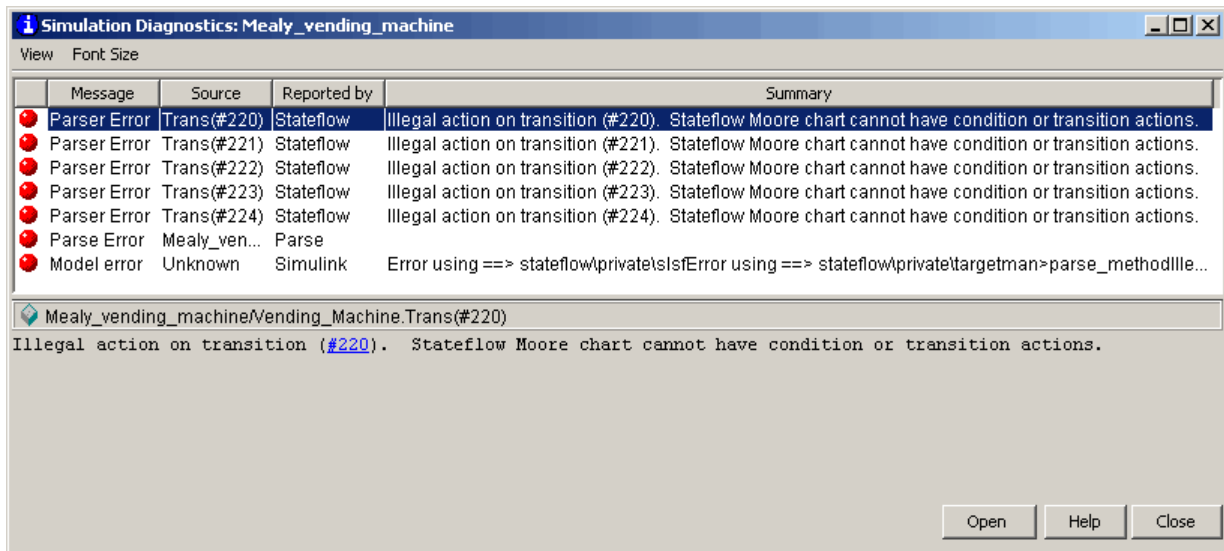 Simulation Diagnostics: Mealy_vending_machine
View Font Size
Message Source Reported by Summary
Parser Error Trans(#220) Stateflow Illegal action on transition (#220). Stateflow Moore chart cannot have condition or transition actions.
Parser Error Trans(#221) Stateflow Illegal action on transition (#221). Stateflow Moore chart cannot have condition or transition actions.
Parser Error Trans(#222) Stateflow Illegal action on transition (#222). Stateflow Moore chart cannot have condition or transition actions.
Parser Error Trans(#223) Stateflow Illegal action on transition (#223). Stateflow Moore chart cannot have condition or transition actions.
Parser Error Trans(#224) Stateflow Illegal action on transition (#224). Stateflow Moore chart cannot have condition or transition actions.
Parse Error Mealy_ven... Parse
Model error Unknown Simulink Error using ==> stateflow\private\slsfError using ==> stateflow\private\targetman>parse_methodIlle...
Mealy_vending_machine/Vending_Machine.Trans(#220)
Illegal action on transition (#220). Stateflow Moore chart cannot have condition or transition actions.
Open Help Close